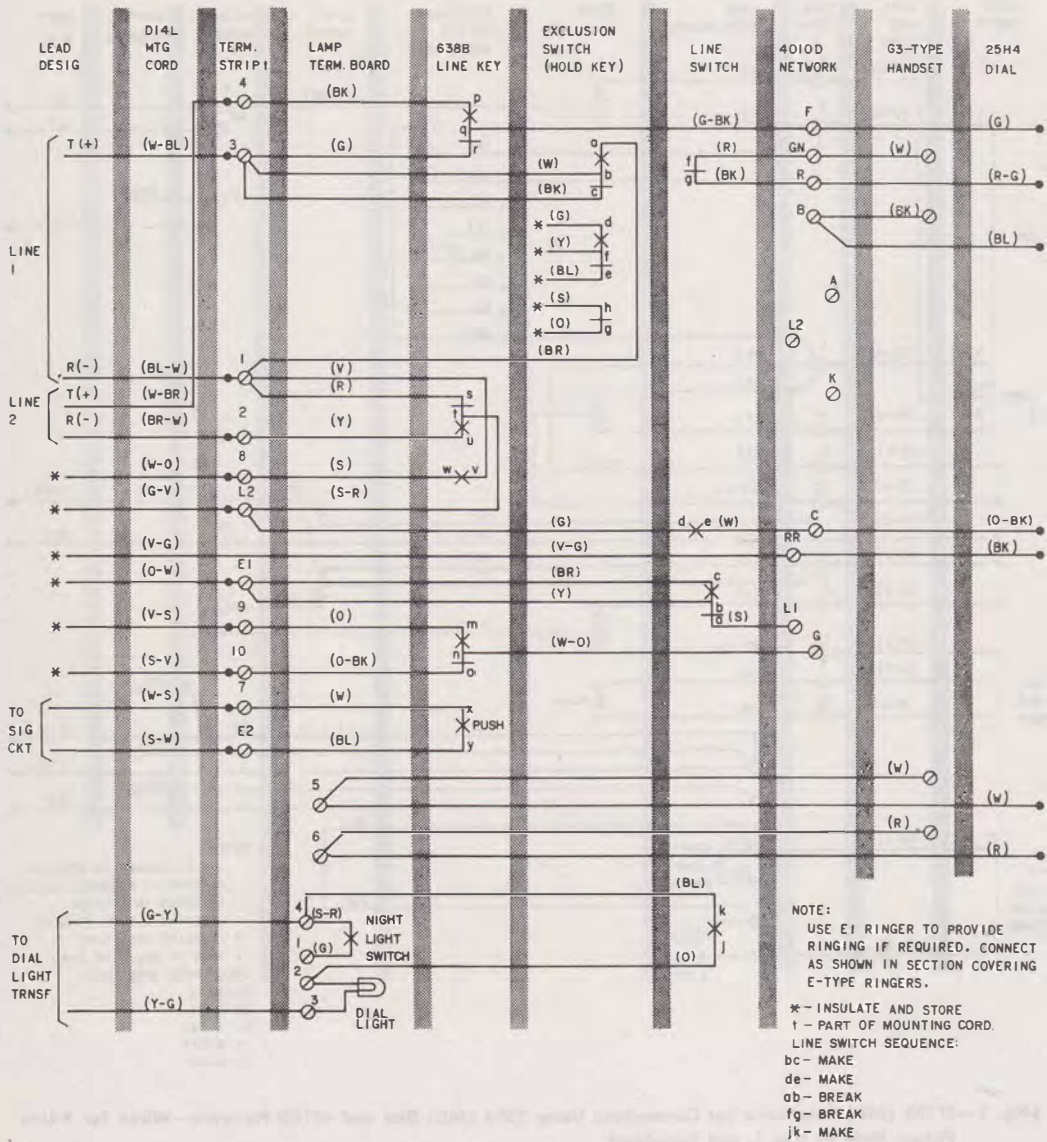 LEAD DESIG
D14L MTG CORD
TERM. STRIP†
LAMP TERM. BOARD
638B LINE KEY
EXCLUSION SWITCH (HOLD KEY)
LINE SWITCH
4010D NETWORK
G3-TYPE HANDSET
25H4 DIAL
4 (BK) p
q (G-BK) F (G)
T(+) (W-BL) 3 (G) r
a (R) GN (W)
(W) b f
(BK) c g (BK) R (R-G)
B (BK)
* (G) d
(BL)
* (Y) f
* (BL) e
LINE 1
* (S) h
* (O) g
(BR)
A
L2
K
R(-) (BL-W) 1 (V)
(R) s
LINE 2
T(+) (W-BR)
t
R(-) (BR-W) 2 (Y) u
* (W-O) 8 (S) w v
* (G-V) L2 (S-R)
(G) d e (W) C (O-BK)
* (V-G) (V-G) RR (BK)
* (O-W) E1 (BR) c
(Y) b
a (S) L1
* (V-S) 9 (O) m
n (W-O) G
* (S-V) 10 (O-BK) o
TO SIG CKT
(W-S) 7 (W) x
PUSH
(S-W) E2 (BL) y
5 (W)
(W)
6 (R)
(R)
(BL) k
TO DIAL LIGHT TRNSF
(G-Y) 4 (S-R)
NIGHT LIGHT SWITCH
1 (G)
j
2 (O)
(Y-G) 3
DIAL LIGHT
NOTE:
USE E1 RINGER TO PROVIDE
RINGING IF REQUIRED. CONNECT
AS SHOWN IN SECTION COVERING
E-TYPE RINGERS.
* - INSULATE AND STORE
† - PART OF MOUNTING CORD.
LINE SWITCH SEQUENCE:
bc - MAKE
de - MAKE
ab - BREAK
fg - BREAK
jk - MAKE